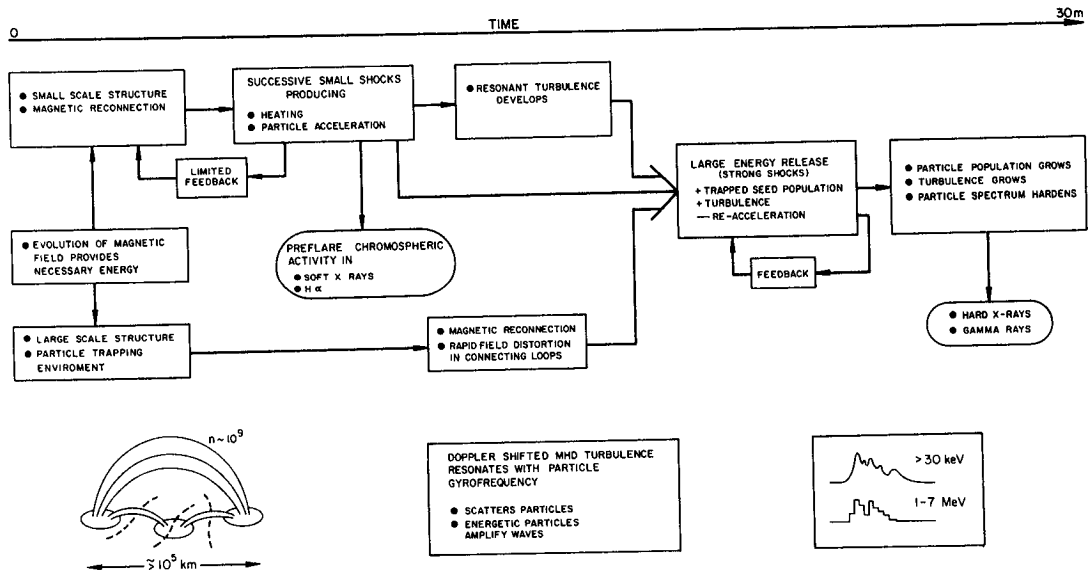 TIME
0
30m
● SMALL SCALE STRUCTURE
● MAGNETIC RECONNECTION
SUCCESSIVE SMALL SHOCKS
PRODUCING
● HEATING
● PARTICLE ACCELERATION
● RESONANT TURBULENCE
DEVELOPS
LIMITED
FEEDBACK
LARGE ENERGY RELEASE
(STRONG SHOCKS)
+ TRAPPED SEED POPULATION
+ TURBULENCE
— RE-ACCELERATION
● PARTICLE POPULATION GROWS
● TURBULENCE GROWS
● PARTICLE SPECTRUM HARDENS
● EVOLUTION OF MAGNETIC
FIELD PROVIDES
NECESSARY ENERGY
PREFLARE CHROMOSPHERIC
ACTIVITY IN
● SOFT X RAYS
● H α
FEEDBACK
● LARGE SCALE STRUCTURE
● PARTICLE TRAPPING
ENVIROMENT
● MAGNETIC RECONNECTION
● RAPID FIELD DISTORTION
IN CONNECTING LOOPS
● HARD X-RAYS
● GAMMA RAYS
n~10⁹
≳10⁵ km
DOPPLER SHIFTED MHD TURBULENCE
RESONATES WITH PARTICLE
GYROFREQUENCY
● SCATTERS PARTICLES
● ENERGETIC PARTICLES
AMPLIFY WAVES
>30 keV
1-7 MeV